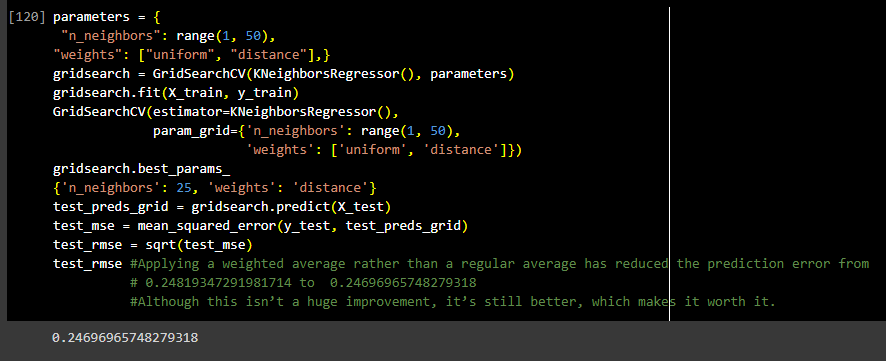 [120] parameters = {
"n_neighbors": range(1, 50),
"weights": ["uniform", "distance"],}
gridsearch = GridSearchCV(KNeighborsRegressor(), parameters)
gridsearch.fit(X_train, y_train)
GridSearchCV(estimator=KNeighborsRegressor(),
param_grid={'n_neighbors': range(1, 50),
'weights': ['uniform', 'distance']})
gridsearch.best_params_
{'n_neighbors': 25, 'weights': 'distance'}
test_preds_grid = gridsearch.predict(X_test)
test_mse = mean_squared_error(y_test, test_preds_grid)
test_rmse = sqrt(test_mse)
test_rmse #Applying a weighted average rather than a regular average has reduced the prediction error from
# 0.24819347291981714 to  0.24696965748279318
#Although this isn’t a huge improvement, it’s still better, which makes it worth it.
0.24696965748279318